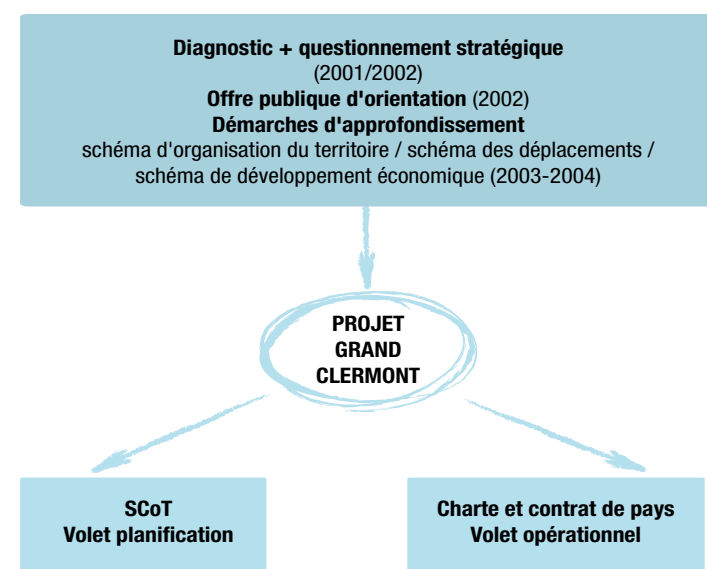 Diagnostic + questionnement stratégique
(2001/2002)
Offre publique d'orientation (2002)
Démarches d'approfondissement
schéma d'organisation du territoire / schéma des déplacements /
schéma de développement économique (2003-2004)
PROJET
GRAND
CLERMONT
SCoT
Volet planification
Charte et contrat de pays
Volet opérationnel